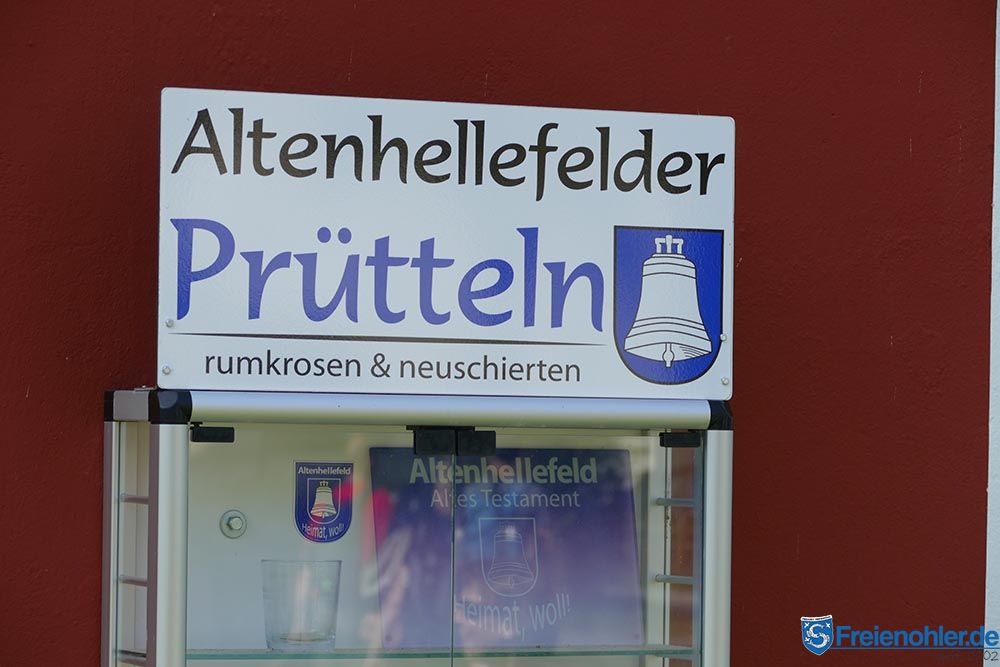 Altenhellefelder
Prütteln
rumkrosen & neuschierten
Altenhellefeld
Heimat, woll!
Altenhellefeld
Altes Testament
Heimat, woll!
Freienohler.de